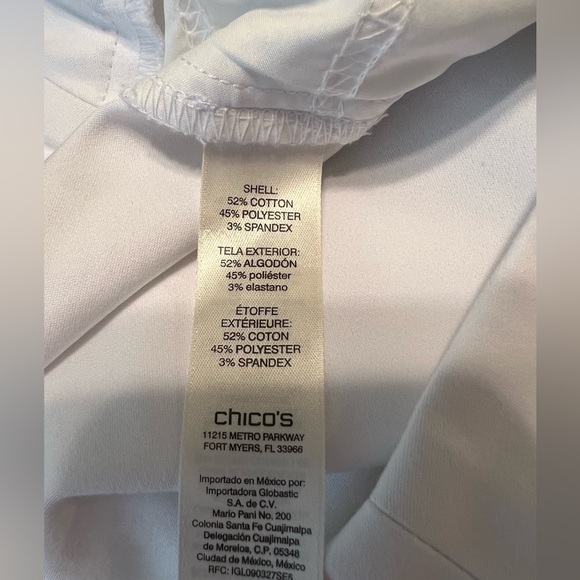 SHELL:
52% COTTON
45% POLYESTER
3% SPANDEX
TELA EXTERIOR:
52% ALGODÓN
45% poliéster
3% elastano
ÉTOFFE
EXTÉRIEURE:
52% COTON
45% POLYESTER
3% SPANDEX
chico's
11215 METRO PARKWAY
FORT MYERS, FL 33966
Importado en México por:
Importadora Globastic
S.A. de C.V.
Mario Pani No. 200
Colonia Santa Fe Cuajimalpa
Delegación Cuajimalpa
de Morelos, C.P. 05348
Ciudad de México, México
RFC: IGL090327SE5